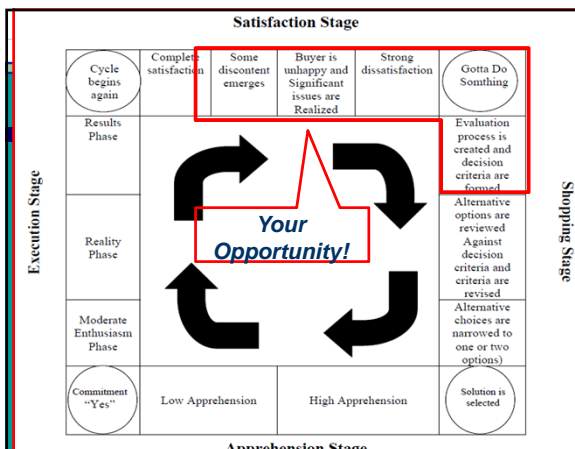 Satisfaction Stage
Cycle
begins
again
Complete
satisfaction
Some
discontent
emerges
Buyer is
unhappy and
Significant
issues are
Realized
Strong
dissatisfaction
Gotta Do
Somthing
Results
Phase
Evaluation
process is
created and
decision
criteria are
formed
Execution Stage
Shopping Stage
Your
Opportunity!
Reality
Phase
Alternative
options are
reviewed
Against
decision
criteria and
criteria are
revised
Moderate
Enthusiasm
Phase
Alternative
choices are
narrowed to
one or two
options)
Commitment
“Yes”
Low Apprehension
High Apprehension
Solution is
selected
Apprehension Stage